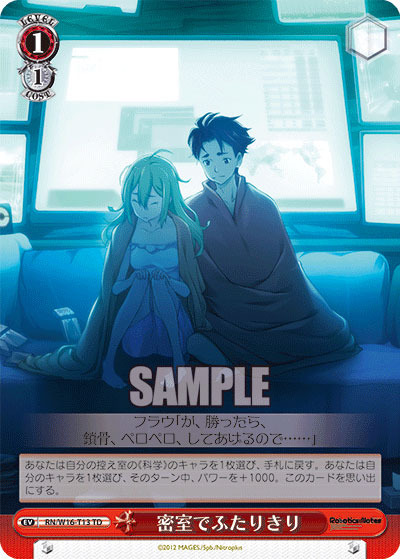 LEVEL
1
1
COST
SAMPLE
フラウ「か、勝ったら、
鎖骨、ベロベロ、してあげるので……」
あなたは自分の控え室の《科学》のキャラを1枚選び、手札に戻す。あなたは自
分のキャラを1枚選び、そのターン中、パワーを+1000。このカードを思い出
にする。
EV
RN/W16-T13 TD
密室でふたりきり
Robotics;Notes
©2012 MAGES./5pb./Nitroplus